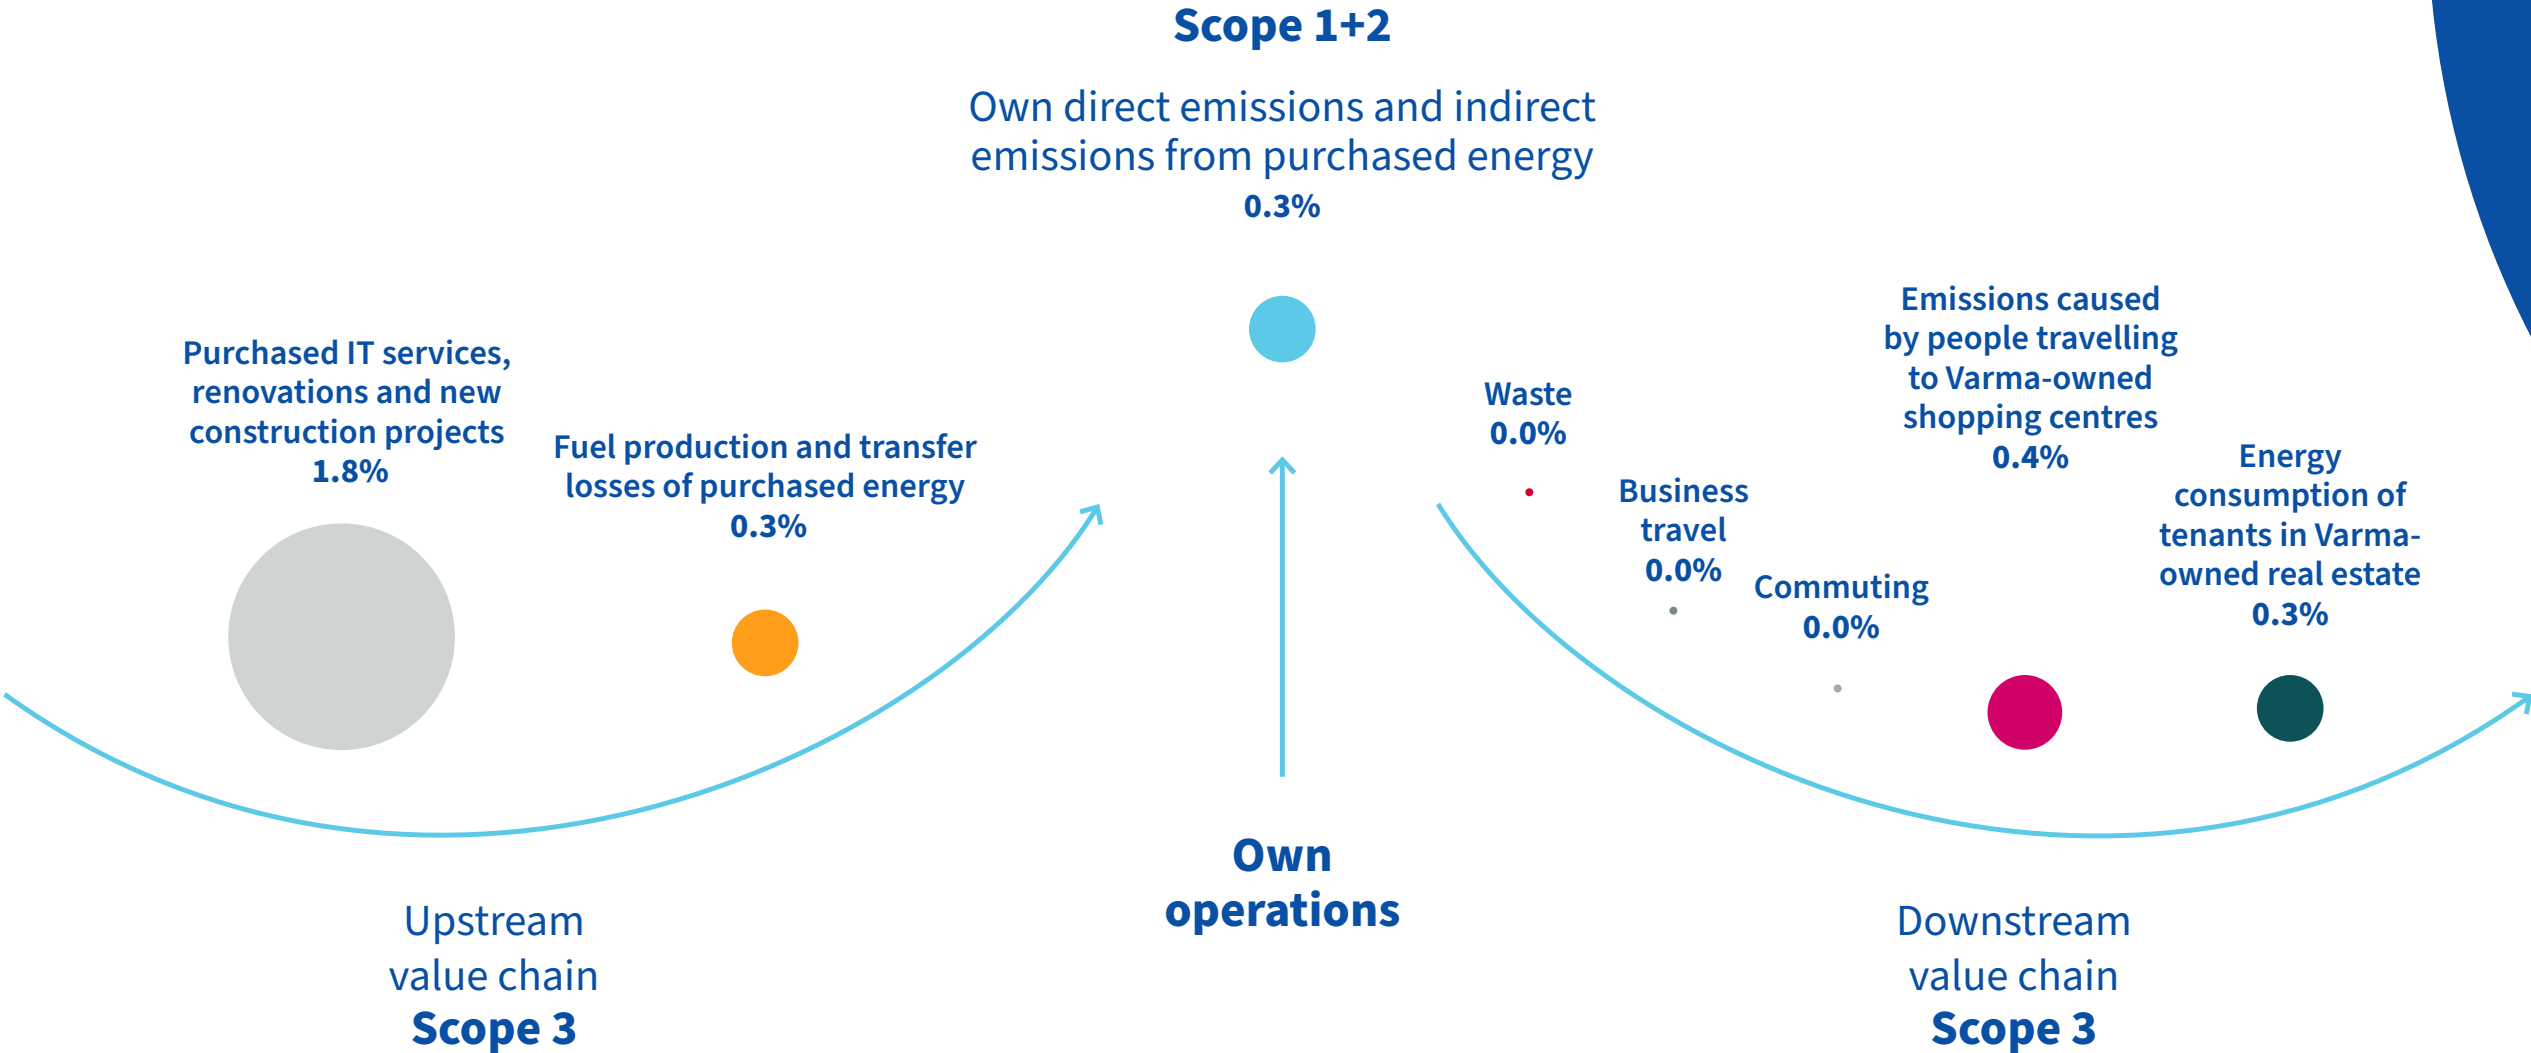 Scope 1+2
Own direct emissions and indirect
emissions from purchased energy
0.3%
Purchased IT services,
renovations and new
construction projects
1.8%
Fuel production and transfer
losses of purchased energy
0.3%
Waste
0.0%
Business
travel
0.0%
Commuting
0.0%
Emissions caused
by people travelling
to Varma-owned
shopping centres
0.4%
Energy
consumption of
tenants in Varma-
owned real estate
0.3%
Upstream
value chain
Scope 3
Own
operations
Downstream
value chain
Scope 3